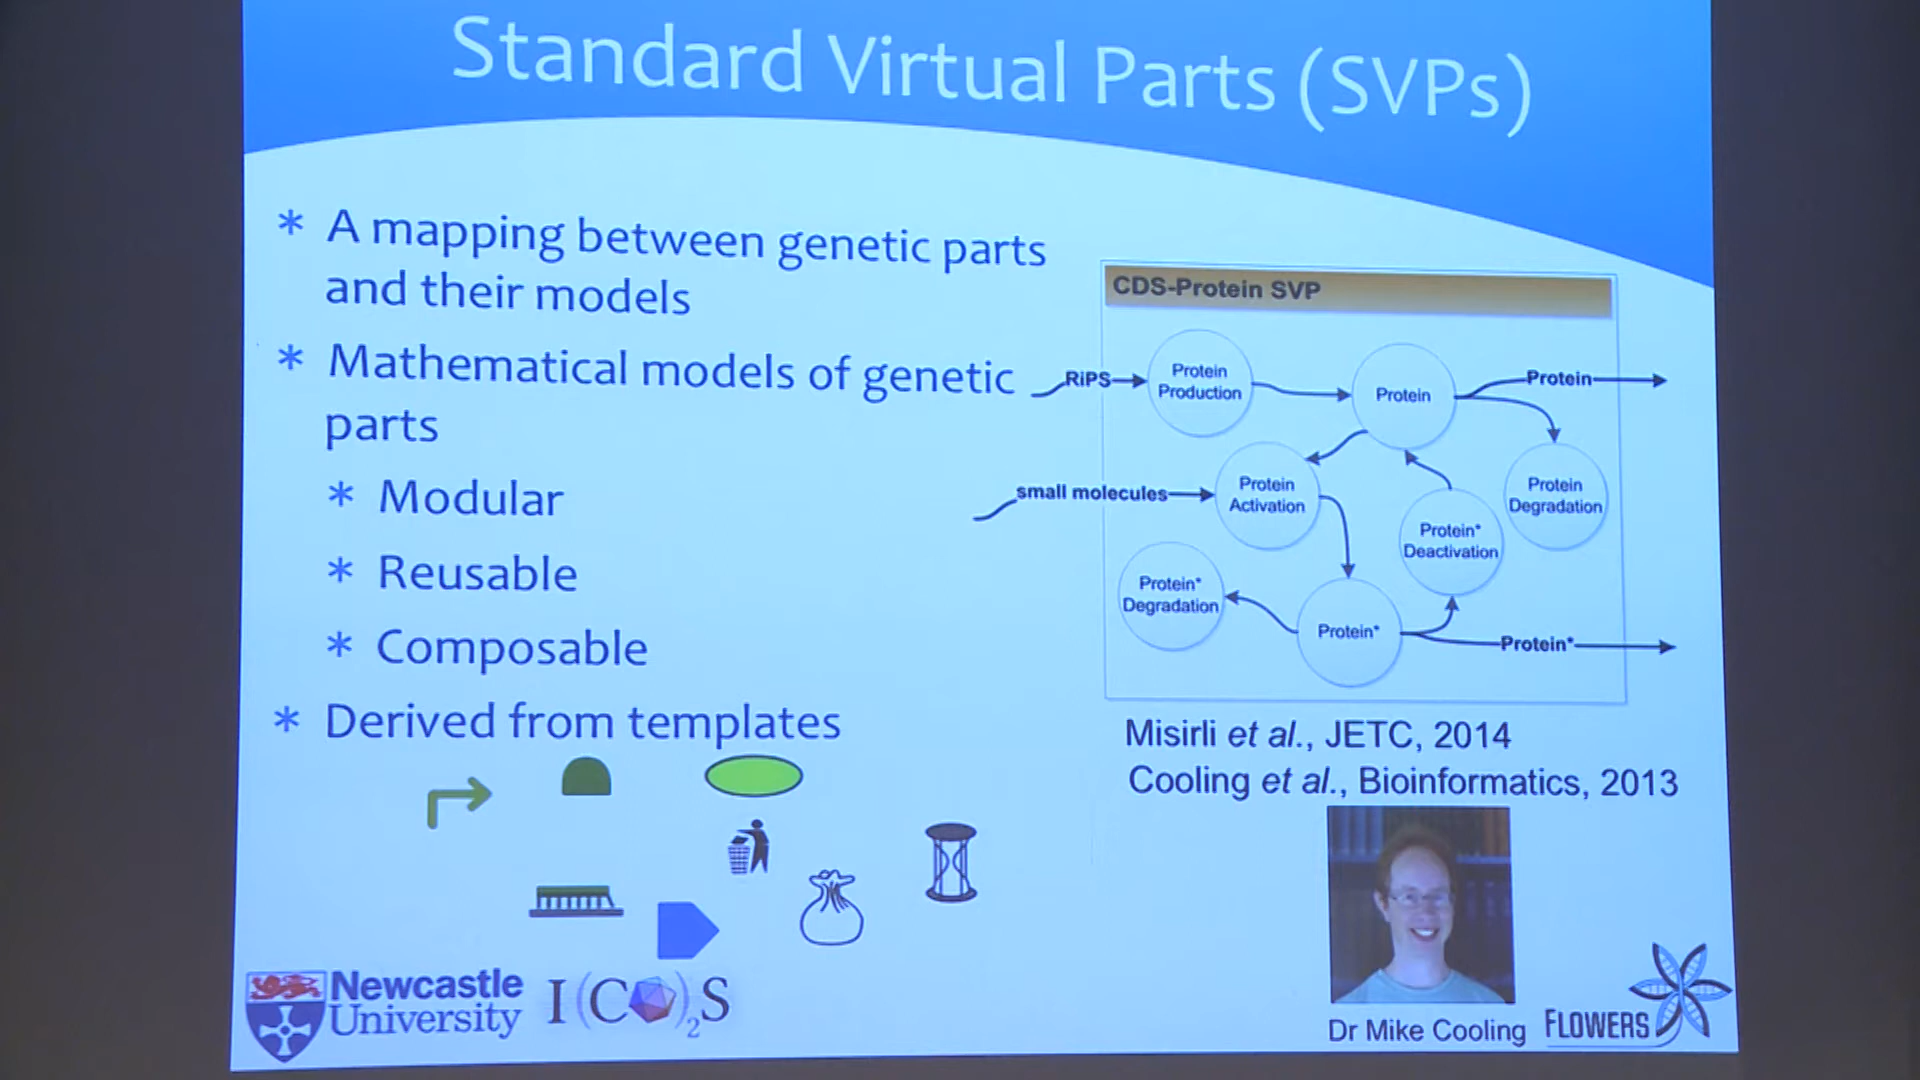 Standard Virtual Parts (SVPs)
* A mapping between genetic parts
and their models
* Mathematical models of genetic
parts
* Modular
* Reusable
* Composable
* Derived from templates
CDS-Protein SVP
RiPS
Protein
Production
Protein
Protein
small molecules
Protein
Activation
Protein
Degradation
Protein*
Deactivation
Protein*
Degradation
Protein*
Protein*
Misirli et al., JETC, 2014
Cooling et al., Bioinformatics, 2013
Dr Mike Cooling
Newcastle
University
I(CO)2S
FLOWERS